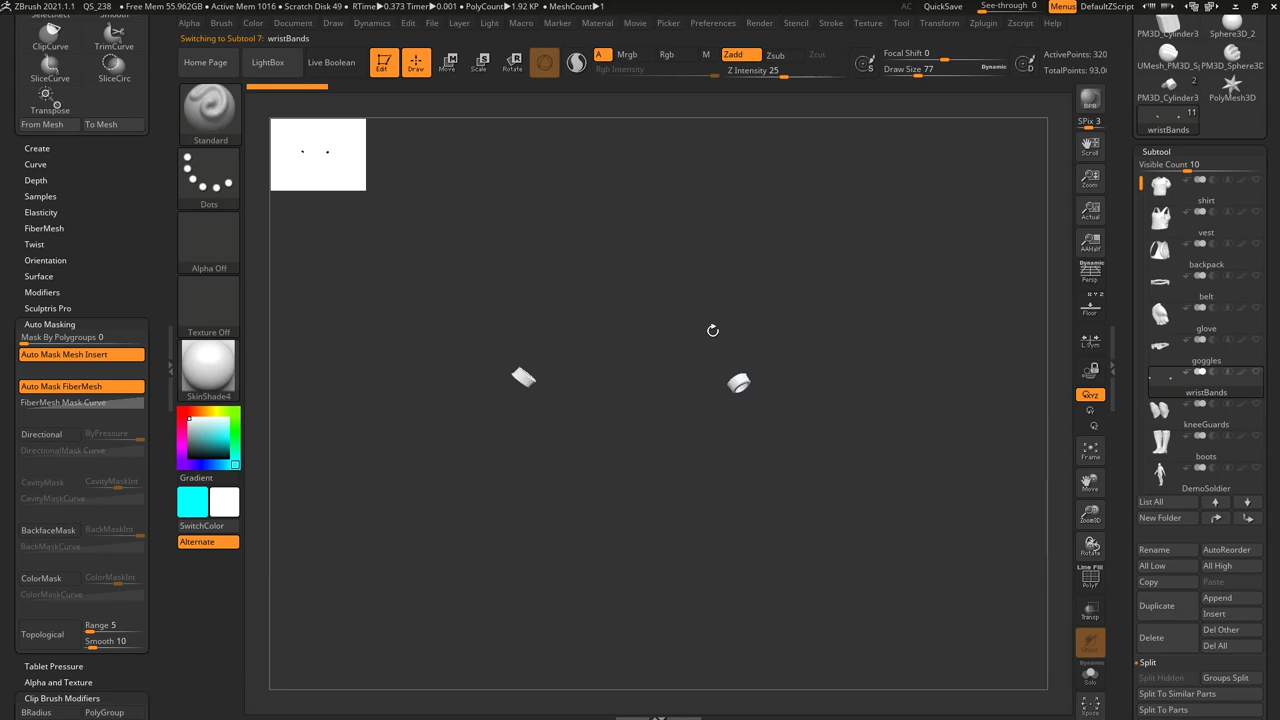 ZBrush 2021.1.1
QS_238
• Free Mem 55.962GB • Active Mem 1016 • Scratch Disk 49 • RTime▶0.373 Timer▶0.001 • PolyCount▶1.92 KP • MeshCount▶1
AC
QuickSave
See-through 0
Menus
DefaultZScript
Alpha Brush Color Document Draw Dynamics Edit File Layer Light Macro Marker Material Movie Picker Preferences Render Stencil Stroke Texture Tool Transform Zplugin Zscript Help
Switching to Subtool 7: wristBands
ClipCurve
TrimCurve
SliceCurve
SliceCirc
Transpose
From Mesh
To Mesh
Create
Curve
Depth
Samples
Elasticity
FiberMesh
Twist
Orientation
Surface
Modifiers
Sculptris Pro
Auto Masking
Mask By Polygroups 0
Auto Mask Mesh Insert
Auto Mask FiberMesh
FiberMesh Mask Curve
Directional
ByPressure
DirectionalMask Curve
CavityMask
CavityMaskInt
CavityMaskCurve
BackfaceMask
BackMaskInt
BackMaskCurve
ColorMask
ColorMaskInt
ColorMaskCurve
Topological
Range 5
Smooth 10
Tablet Pressure
Alpha and Texture
Clip Brush Modifiers
BRadius
PolyGroup
Home Page
LightBox
Live Boolean
Edit
Draw
Move
Scale
Rotate
A
Mrgb
Rgb
M
Rgb Intensity
Zadd
Zsub
Zcut
Z Intensity 25
S
Focal Shift 0
Draw Size 77
Dynamic
D
ActivePoints: 320
Standard
Dots
Alpha Off
Texture Off
SkinShade4
Gradient
SwitchColor
Alternate
BPR
SPix 3
Scroll
Zoom
Actual
AAHalf
Dynamic
Persp
Floor
L.Sym
Frame
Move
Zoom3D
Rotate
Line Fill
PolyF
Transp
Ghost
Dynamic
Solo
Xpose
PM3D_Cylinder3
Sphere3D_2
2
PM3D_Cylinder3
PolyMesh3D
11
wristBands
Subtool
Visible Count 10
shirt
vest
backpack
belt
glove
goggles
wristBands
kneeGuards
boots
DemoSoldier
List All
New Folder
Rename
AutoReorder
All Low
All High
Copy
Paste
Duplicate
Append
Insert
Delete
Del Other
Del All
Split
Split Hidden
Groups Split
Split To Similar Parts
Split To Parts